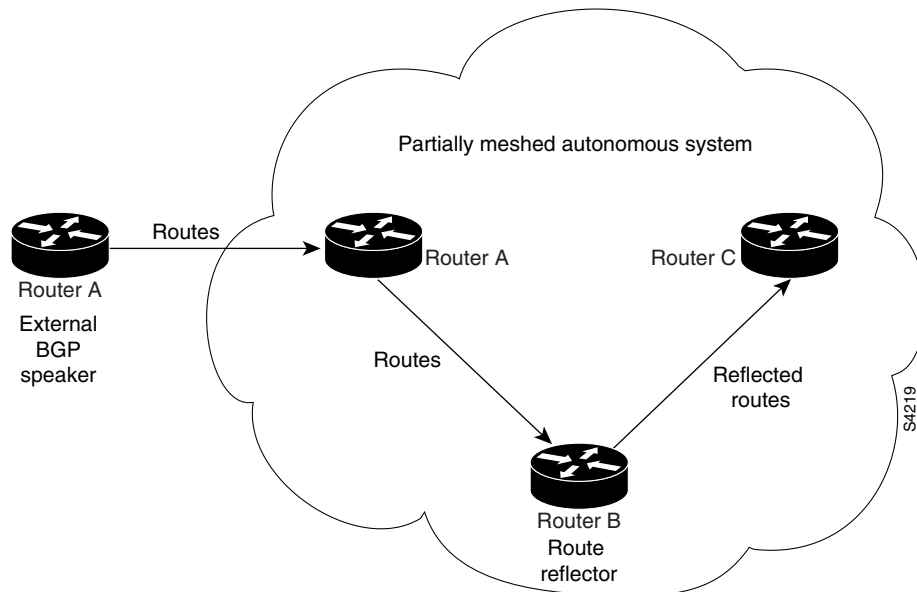 Partially meshed autonomous system
Routes
Router A
Router C
Router A
External
BGP
speaker
Routes
Reflected
routes
S4219
Router B
Route
reflector